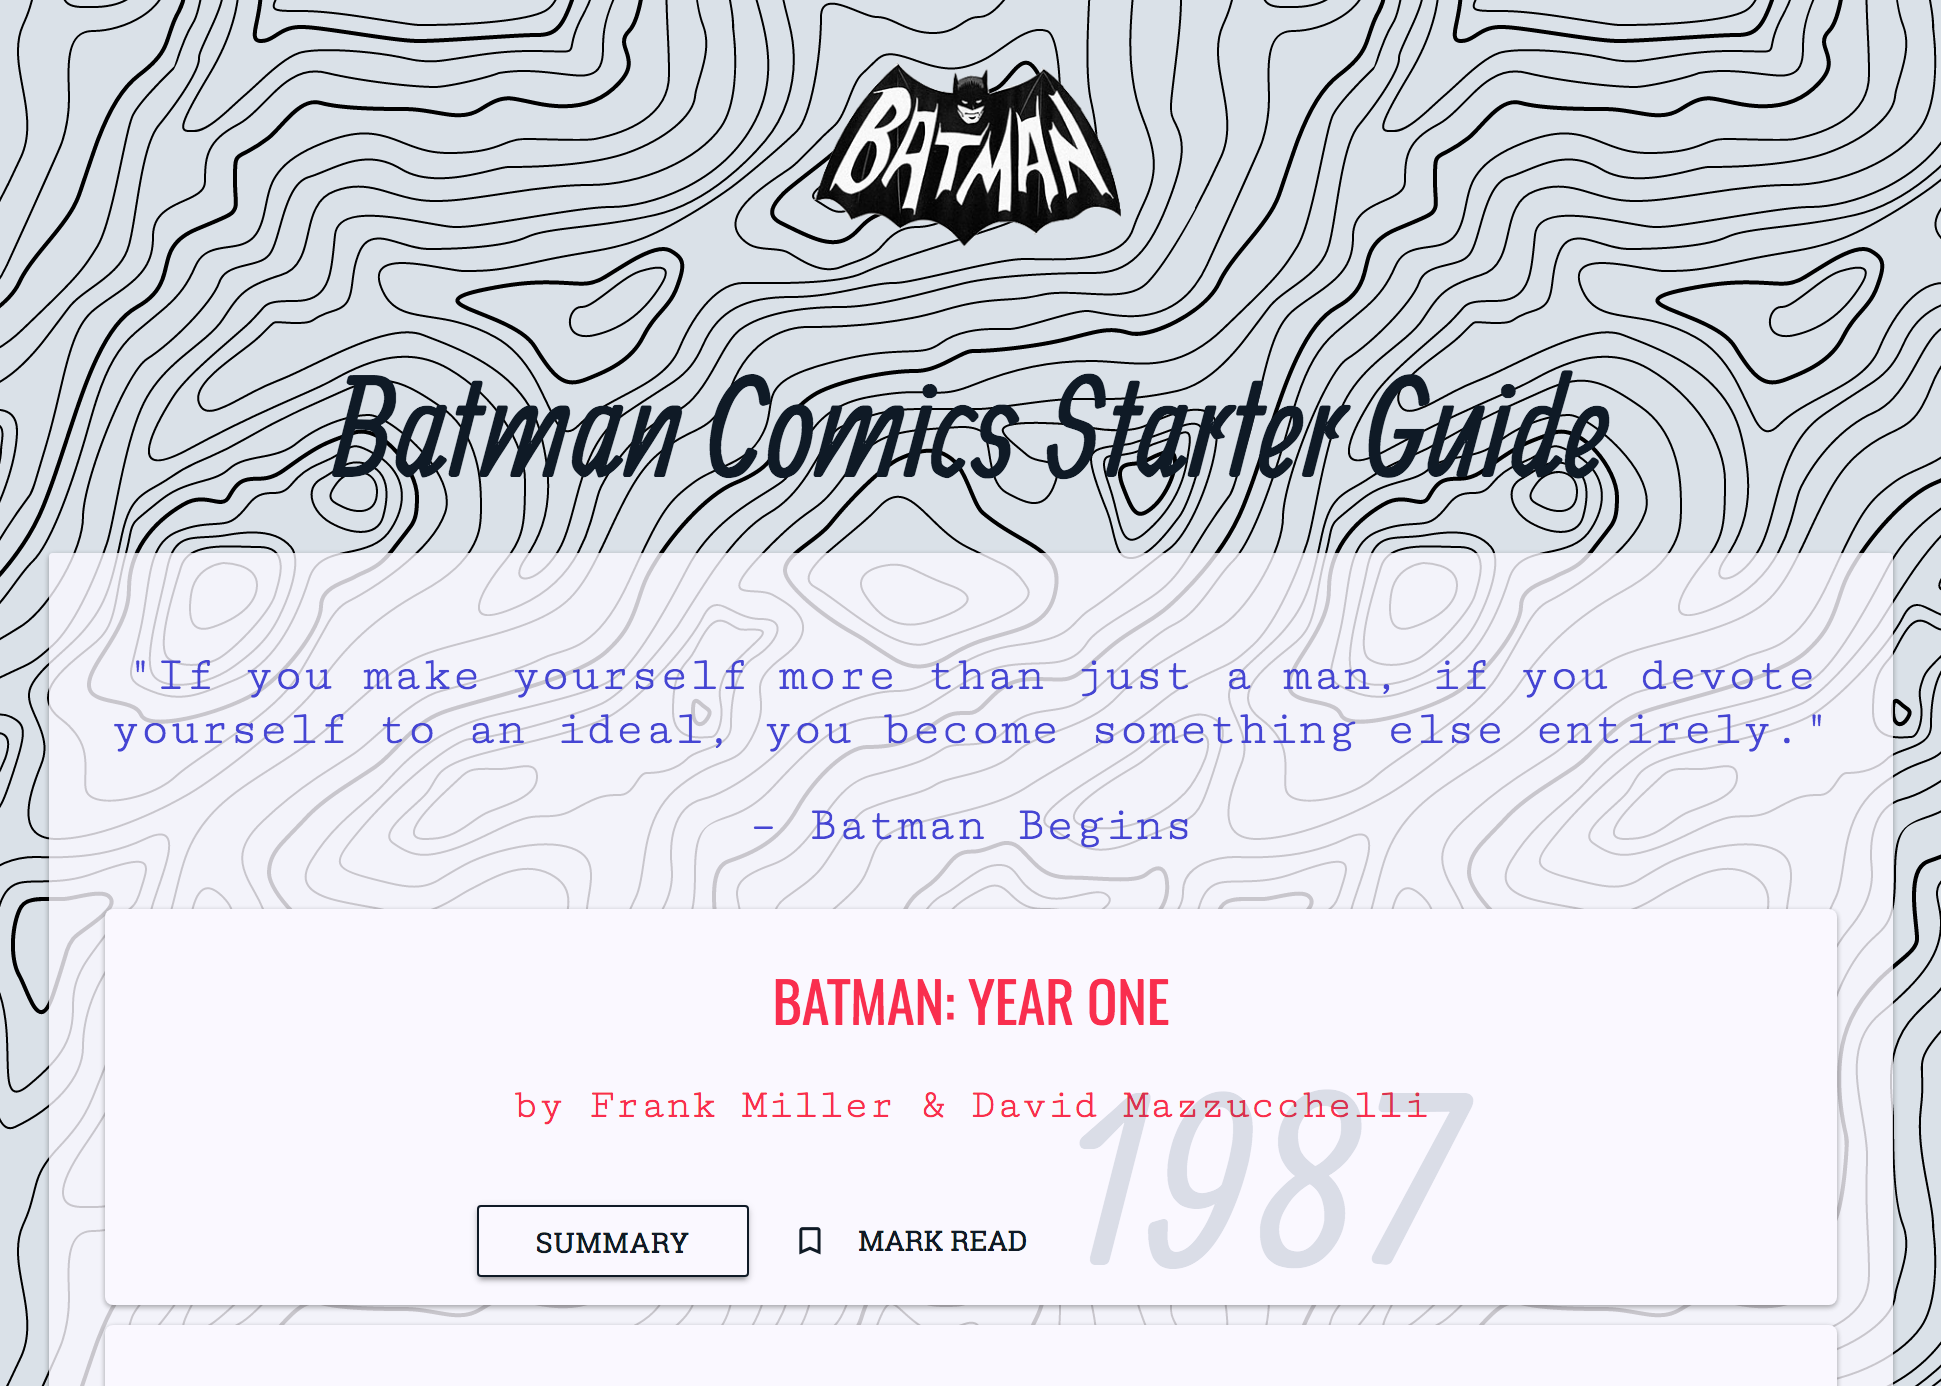 BATMAN
Batman Comics Starter Guide
"If you make yourself more than just a man, if you devote
yourself to an ideal, you become something else entirely."
– Batman Begins
BATMAN: YEAR ONE
by Frank Miller & David Mazzucchelli
1987
SUMMARY
MARK READ